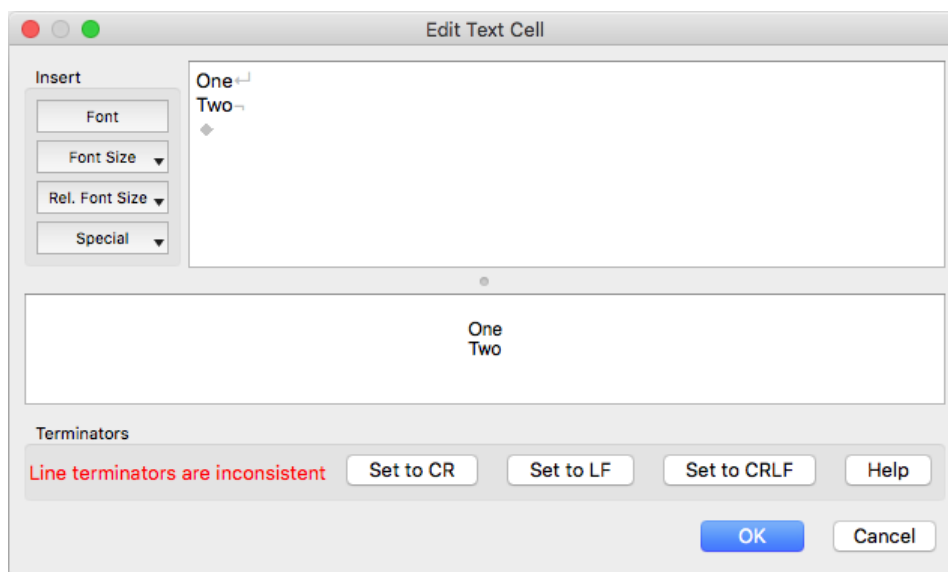 Edit Text Cell
Insert
Font
Font Size
Rel. Font Size
Special
One↵
Two¬
◆
One
Two
Terminators
Line terminators are inconsistent
Set to CR
Set to LF
Set to CRLF
Help
OK
Cancel